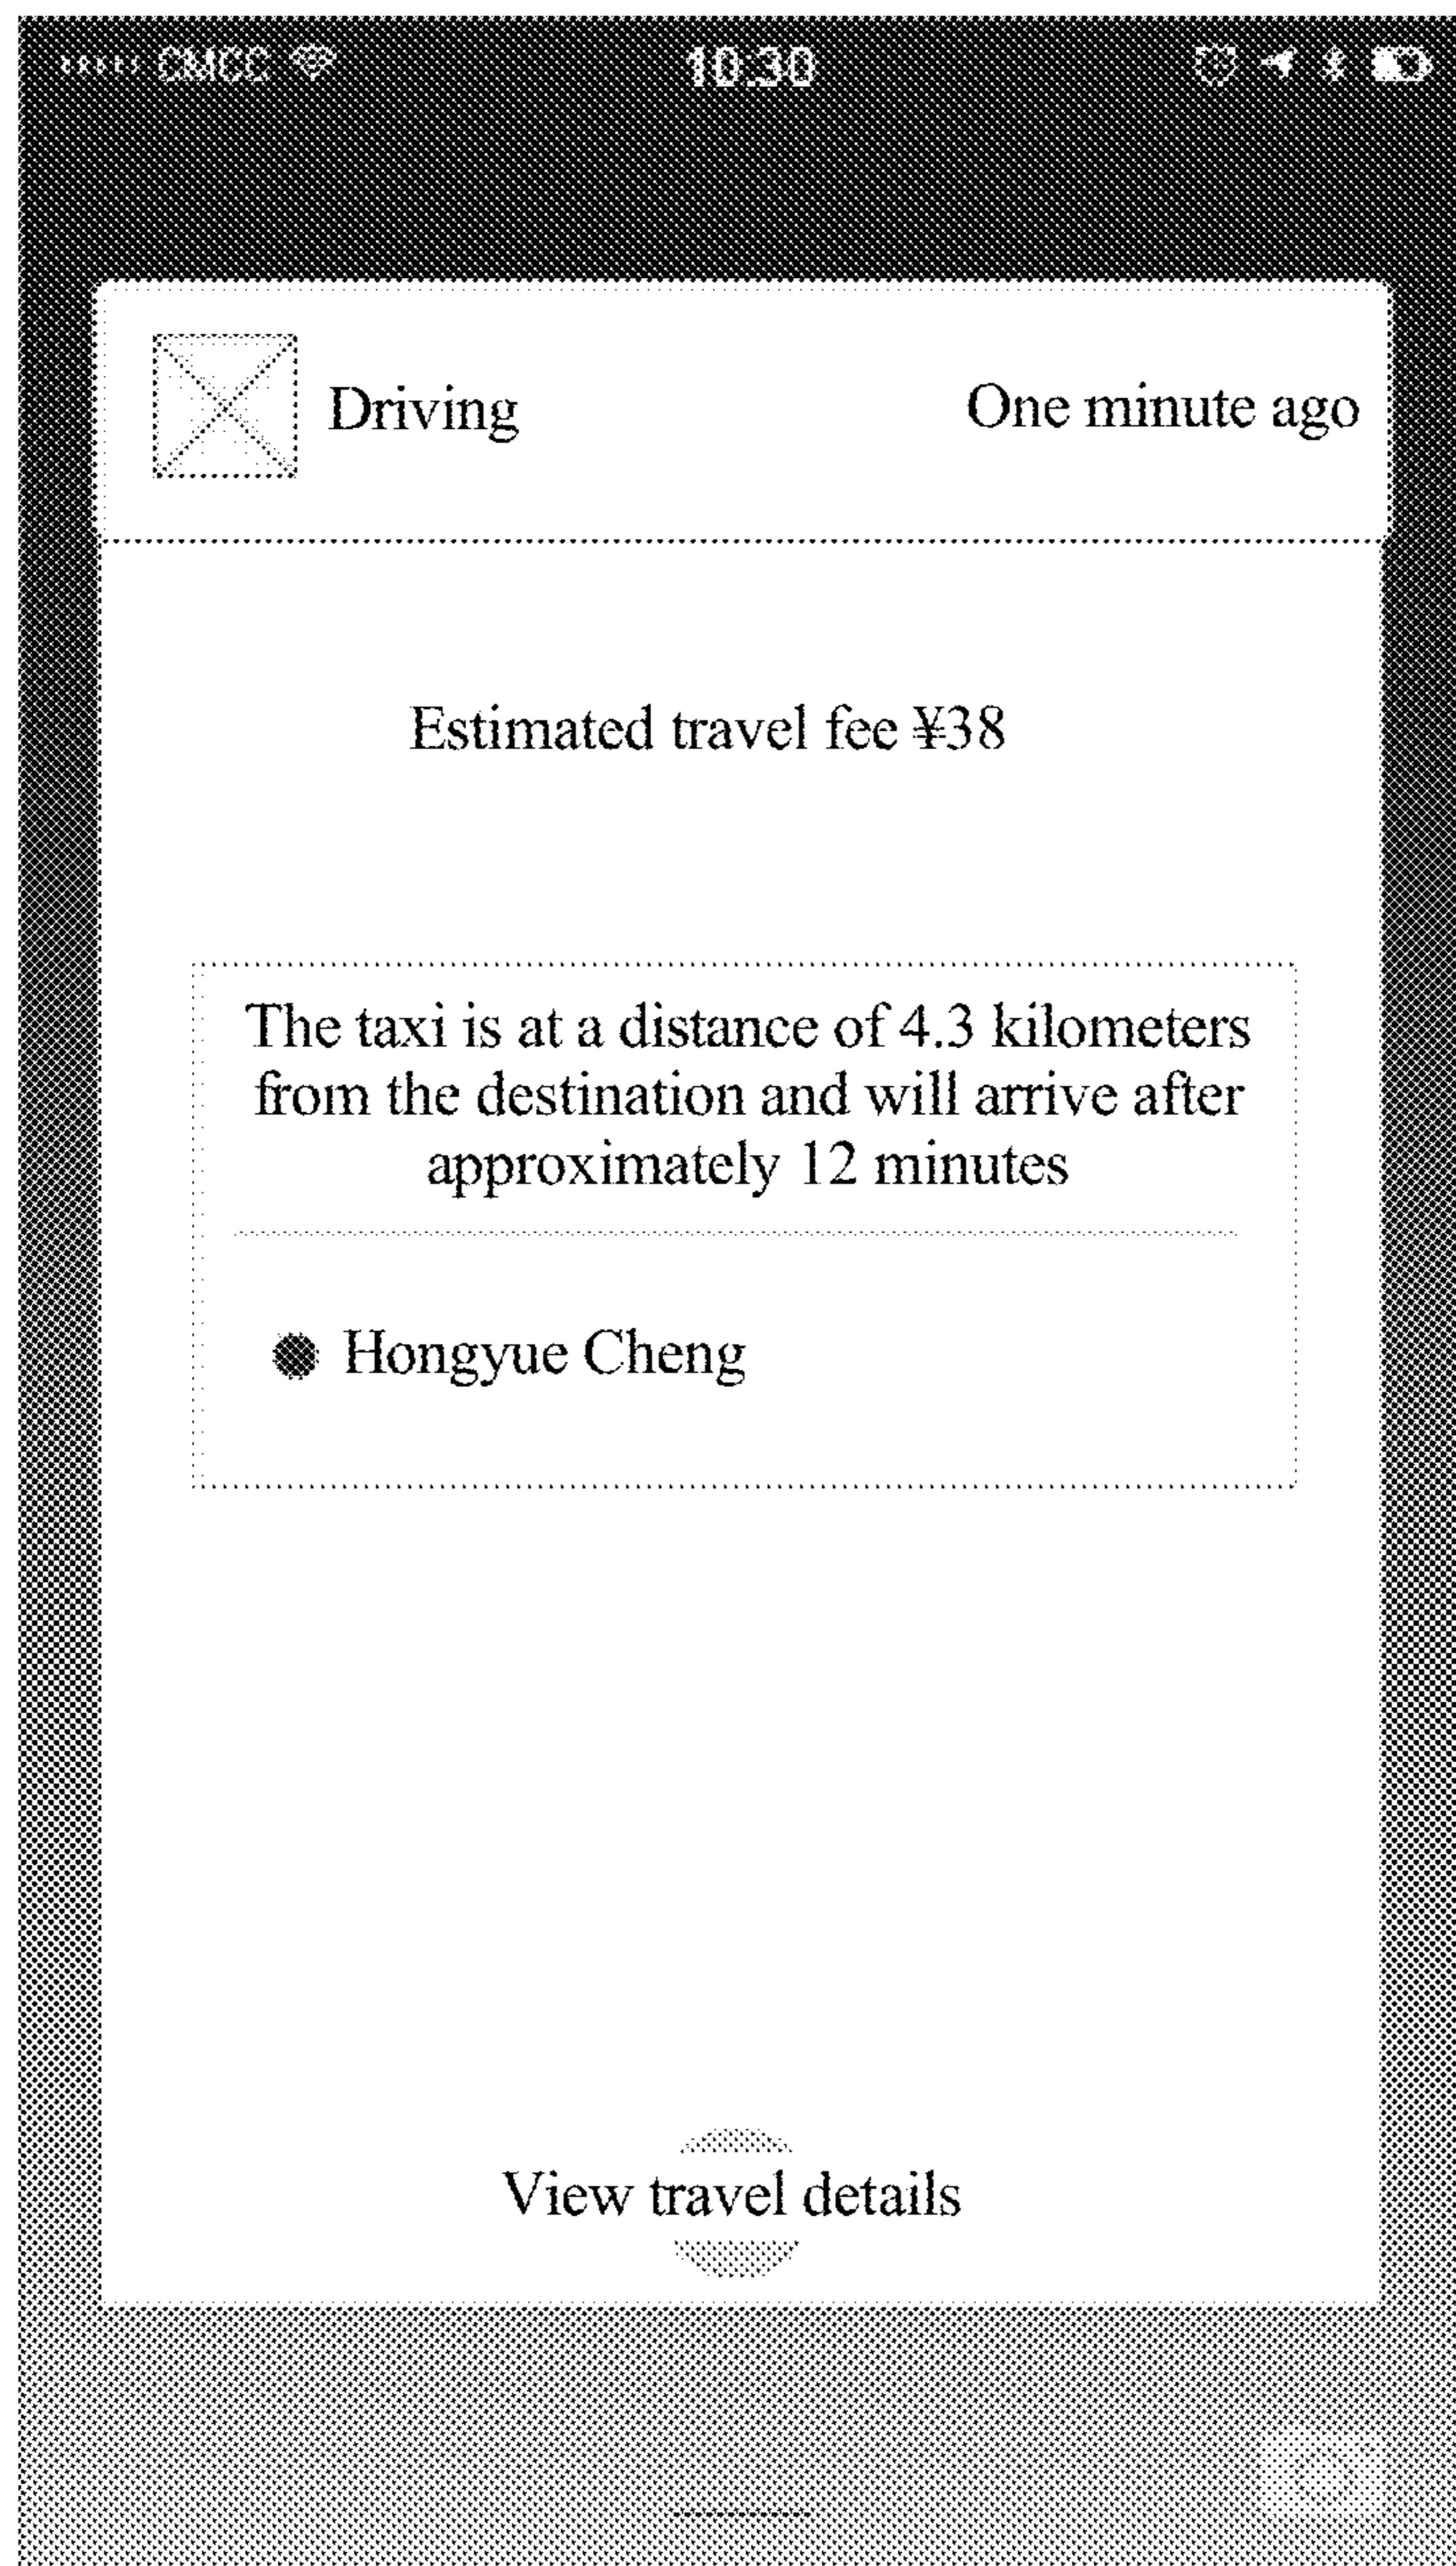 CMCC 10:30
Driving One minute ago
Estimated travel fee ¥38
The taxi is at a distance of 4.3 kilometers
from the destination and will arrive after
approximately 12 minutes
Hongyue Cheng
View travel details